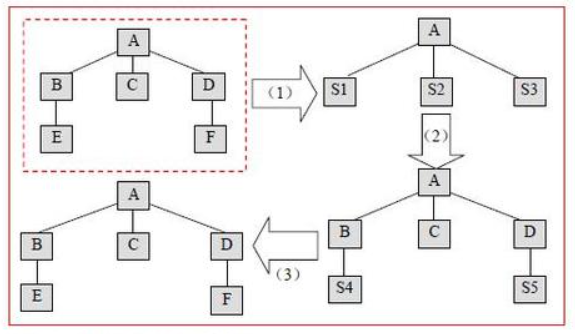 A
B C D
E F
(1)
A
S1 S2 S3
(2)
A
B C D
S4 S5
(3)
A
B C D
E F